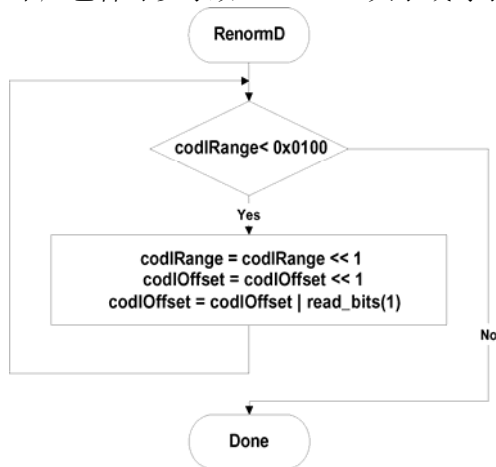 RenormD
codIRange< 0x0100
Yes
codIRange = codIRange << 1
codIOffset = codIOffset << 1
codIOffset = codIOffset | read_bits(1)
No
Done